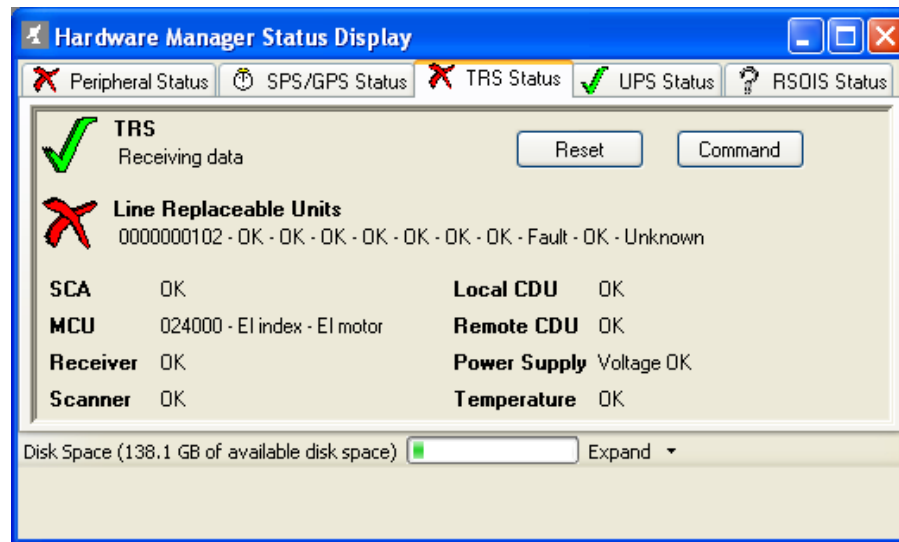 Hardware Manager Status Display
Peripheral Status SPS/GPS Status TRS Status UPS Status RSOIS Status
TRS
Receiving data
Reset Command
Line Replaceable Units
0000000102 - OK - OK - OK - OK - OK - OK - OK - Fault - OK - Unknown
SCA OK Local CDU OK
MCU 024000 - El index - El motor Remote CDU OK
Receiver OK Power Supply Voltage OK
Scanner OK Temperature OK
Disk Space (138.1 GB of available disk space) Expand